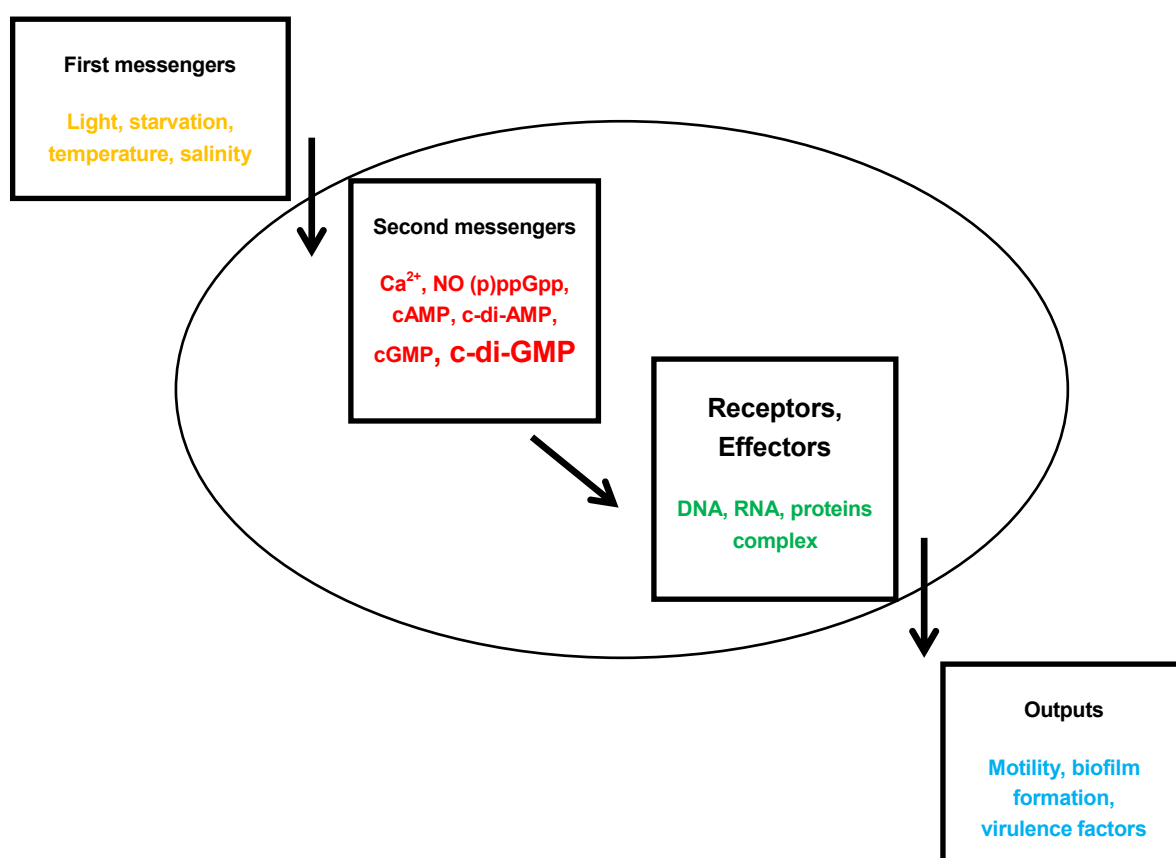 First messengers
Light, starvation,
temperature, salinity
Second messengers
Ca²⁺, NO (p)ppGpp,
cAMP, c-di-AMP,
cGMP, c-di-GMP
Receptors,
Effectors
DNA, RNA, proteins
complex
Outputs
Motility, biofilm
formation,
virulence factors